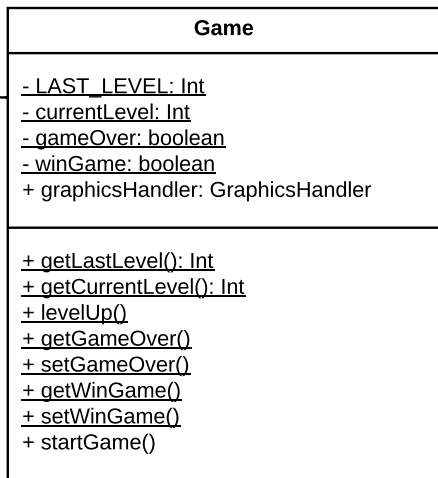 Game
- LAST_LEVEL: Int
- currentLevel: Int
- gameOver: boolean
- winGame: boolean
+ graphicsHandler: GraphicsHandler
+ getLastLevel(): Int
+ getCurrentLevel(): Int
+ levelUp()
+ getGameOver()
+ setGameOver()
+ getWinGame()
+ setWinGame()
+ startGame()